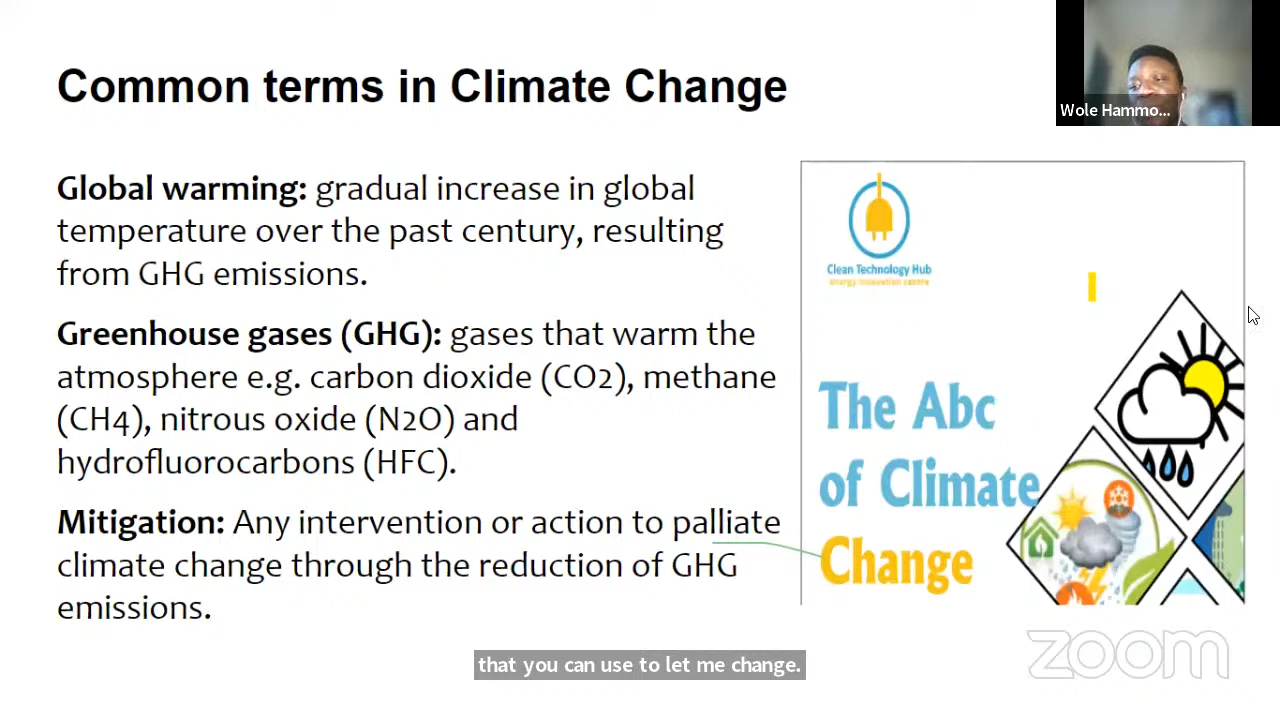 Common terms in Climate Change
Wole Hammo...
Global warming: gradual increase in global
temperature over the past century, resulting
from GHG emissions.
Greenhouse gases (GHG): gases that warm the
atmosphere e.g. carbon dioxide (CO2), methane
(CH4), nitrous oxide (N2O) and
hydrofluorocarbons (HFC).
Mitigation: Any intervention or action to palliate
climate change through the reduction of GHG
emissions.
Clean Technology Hub
energy innovation centre
The Abc
of Climate
Change
zoom
that you can use to let me change.